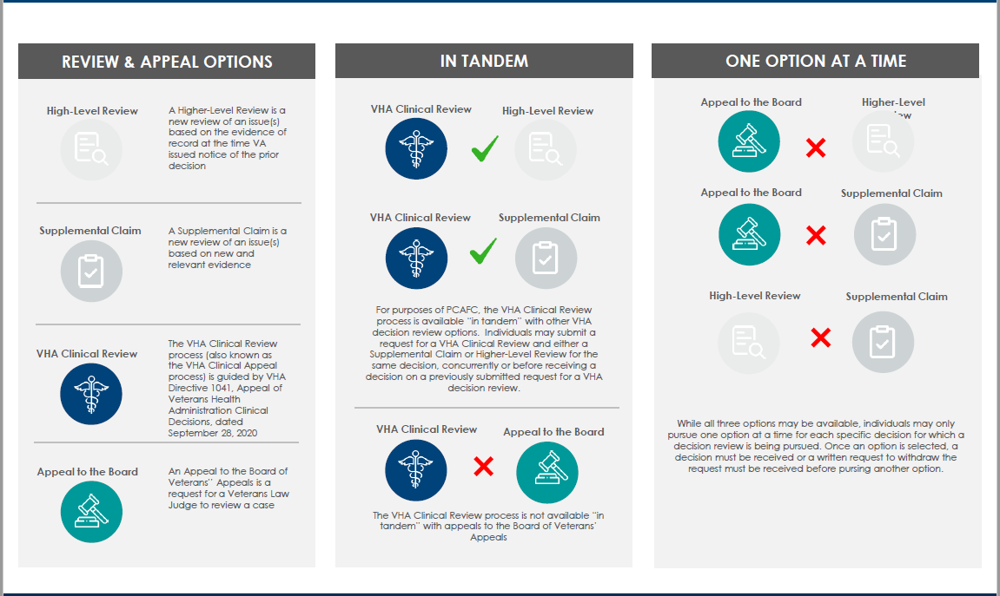 REVIEW & APPEAL OPTIONS
High-Level Review
A Higher-Level Review is a
new review of an issue(s)
based on the evidence of
record at the time VA
issued notice of the prior
decision
Supplemental Claim
A Supplemental Claim is a
new review of an issue(s)
based on new and
relevant evidence
VHA Clinical Review
The VHA Clinical Review
process (also known as
the VHA Clinical Appeal
process) is guided by VHA
Directive 1041, Appeal of
Veterans Health
Administration Clinical
Decisions, dated
September 28, 2020
Appeal to the Board
An Appeal to the Board of
Veterans'' Appeals is a
request for a Veterans Law
Judge to review a case
IN TANDEM
VHA Clinical Review
High-Level Review
VHA Clinical Review
Supplemental Claim
For purposes of PCAFC, the VHA Clinical Review
process is available "in tandem" with other VHA
decision review options. Individuals may submit a
request for a VHA Clinical Review and either a
Supplemental Claim or Higher-Level Review for the
same decision, concurrently or before receiving a
decision on a previously submitted request for a VHA
decision review.
VHA Clinical Review
Appeal to the Board
The VHA Clinical Review process is not available "in
tandem" with appeals to the Board of Veterans'
Appeals
ONE OPTION AT A TIME
Appeal to the Board
Higher-Level
Appeal to the Board
Supplemental Claim
High-Level Review
Supplemental Claim
While all three options may be available, individuals may only
pursue one option at a time for each specific decision for which a
decision review is being pursued. Once an option is selected, a
decision must be received or a written request to withdraw the
request must be received before pursing another option.